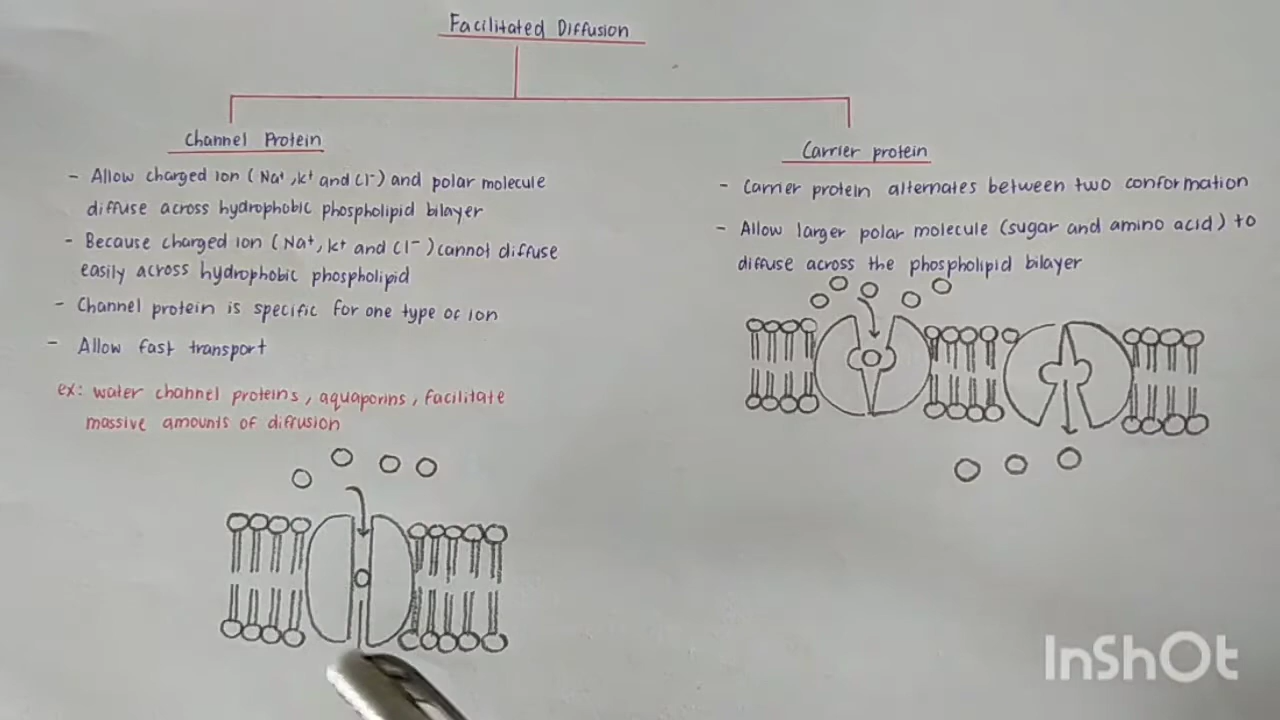 Facilitated Diffusion
Channel Protein
- Allow charged ion (Na⁺, K⁺ and Cl⁻) and polar molecule
diffuse across hydrophobic phospholipid bilayer
- Because charged ion (Na⁺, K⁺ and Cl⁻) cannot diffuse
easily across hydrophobic phospholipid
- Channel protein is specific for one type of ion
- Allow fast transport
ex: water channel proteins, aquaporins, facilitate
massive amounts of diffusion
Carrier protein
- Carrier protein alternates between two conformation
- Allow larger polar molecule (sugar and amino acid) to
diffuse across the phospholipid bilayer
InShOt